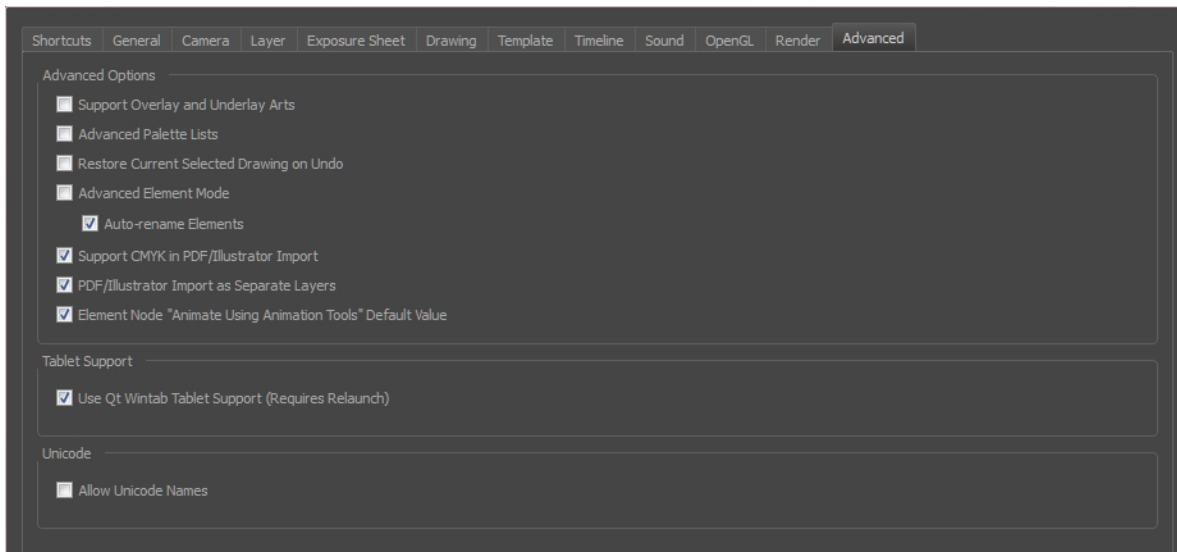 Shortcuts General Camera Layer Exposure Sheet Drawing Template Timeline Sound OpenGL Render Advanced
Advanced Options
Support Overlay and Underlay Arts
Advanced Palette Lists
Restore Current Selected Drawing on Undo
Advanced Element Mode
Auto-rename Elements
Support CMYK in PDF/Illustrator Import
PDF/Illustrator Import as Separate Layers
Element Node "Animate Using Animation Tools" Default Value
Tablet Support
Use Qt Wintab Tablet Support (Requires Relaunch)
Unicode
Allow Unicode Names